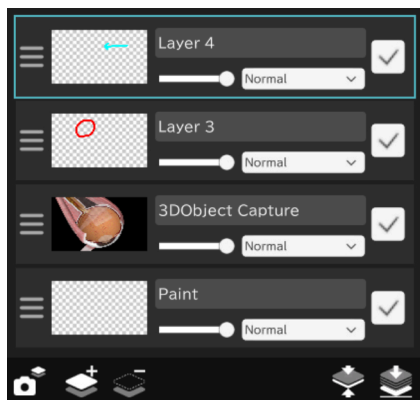 Layer 4
Normal
Layer 3
Normal
3DObject Capture
Normal
Paint
Normal